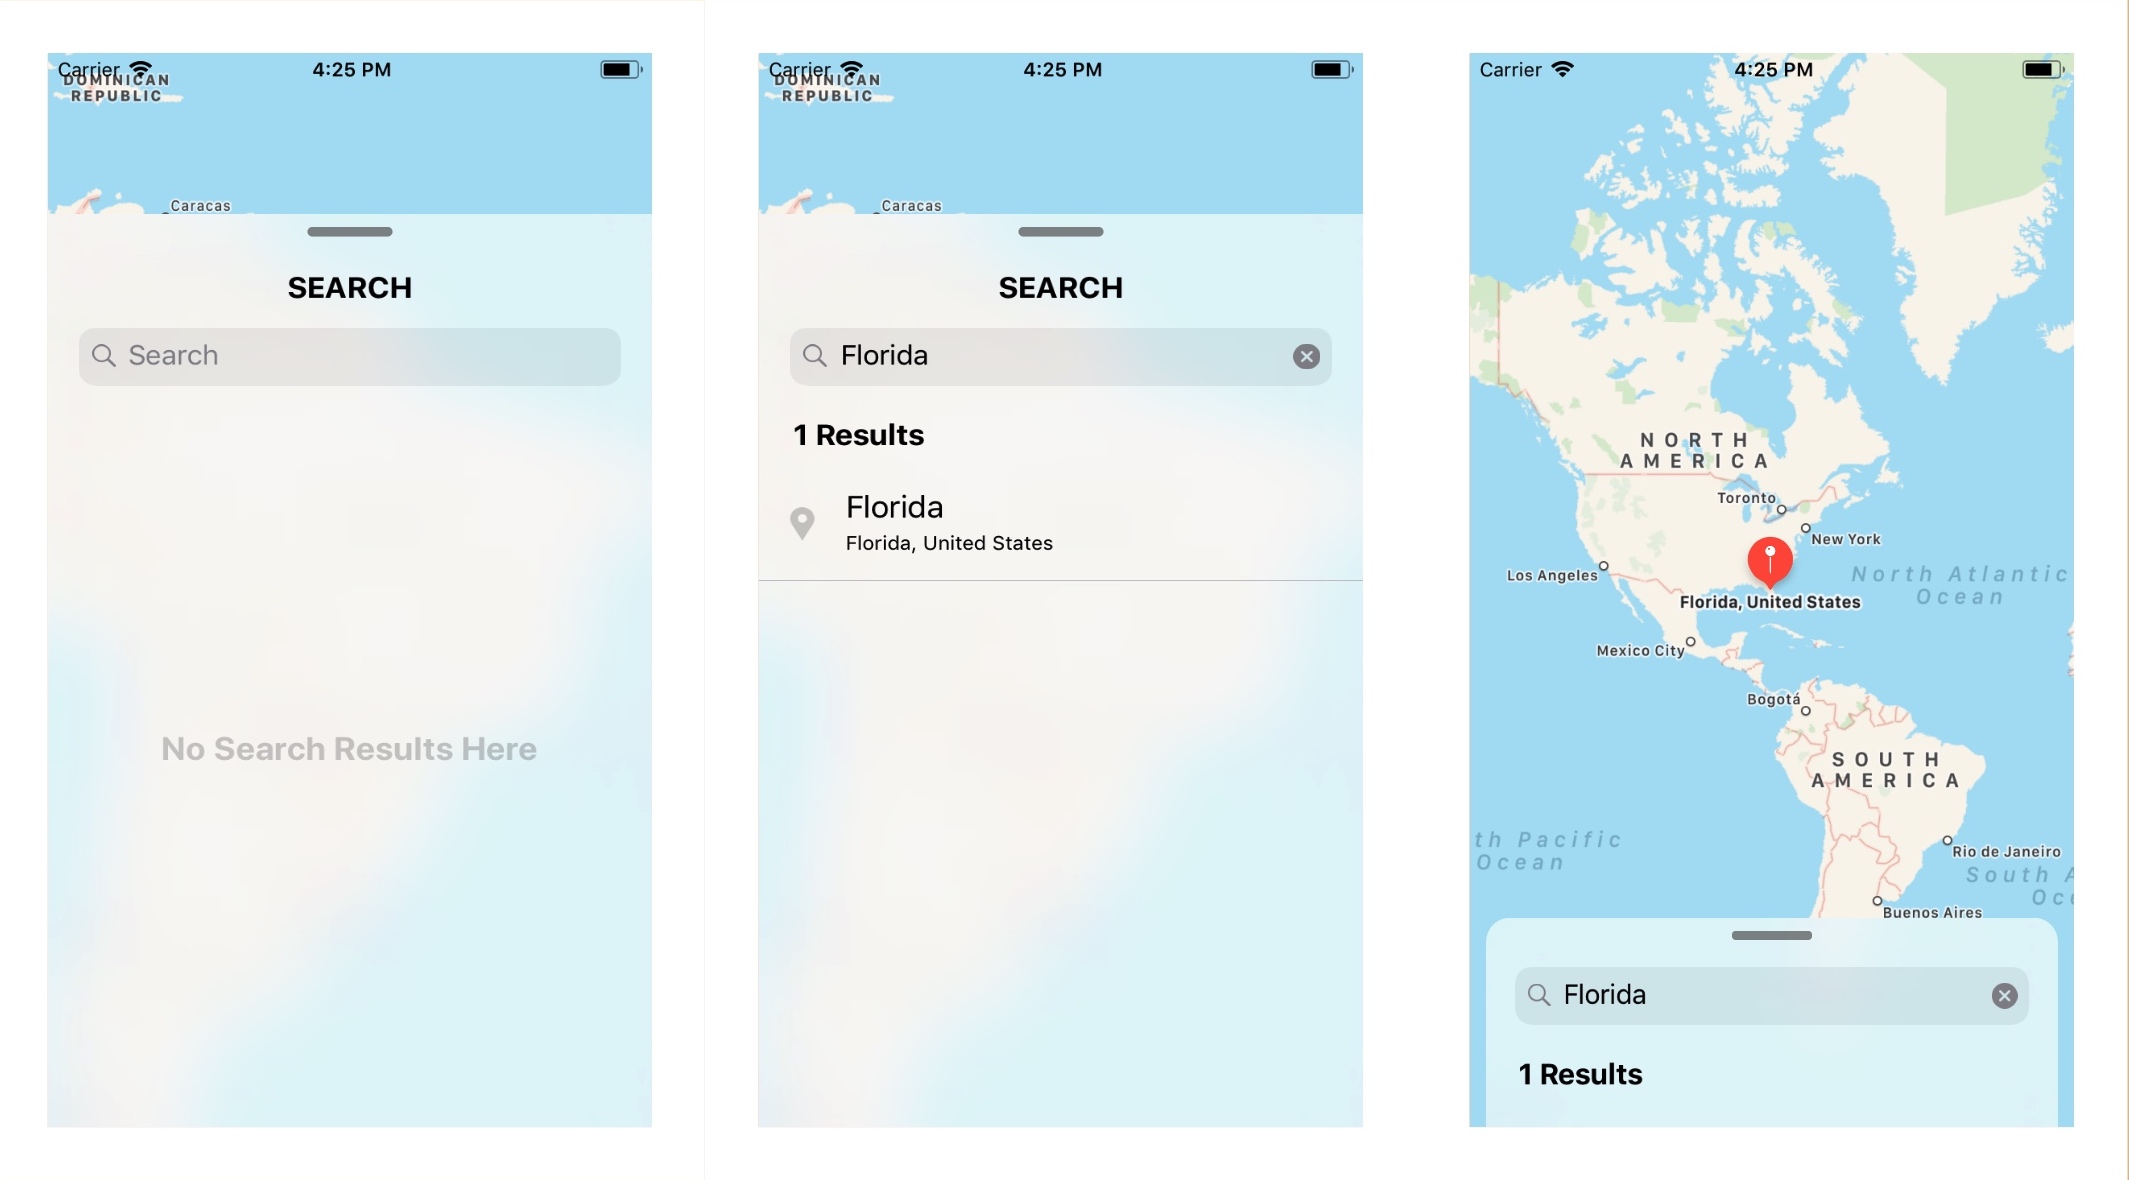 Carrier
4:25 PM
DOMINICAN
REPUBLIC
Caracas
SEARCH
Search
No Search Results Here
Carrier
4:25 PM
DOMINICAN
REPUBLIC
Caracas
SEARCH
Florida
1 Results
Florida
Florida, United States
Carrier
4:25 PM
NORTH
AMERICA
Toronto
New York
Los Angeles
North Atlantic
Ocean
Florida, United States
Mexico City
Bogotá
SOUTH
AMERICA
th Pacific
Ocean
Rio de Janeiro
South A
Oce
Buenos Aires
Florida
1 Results